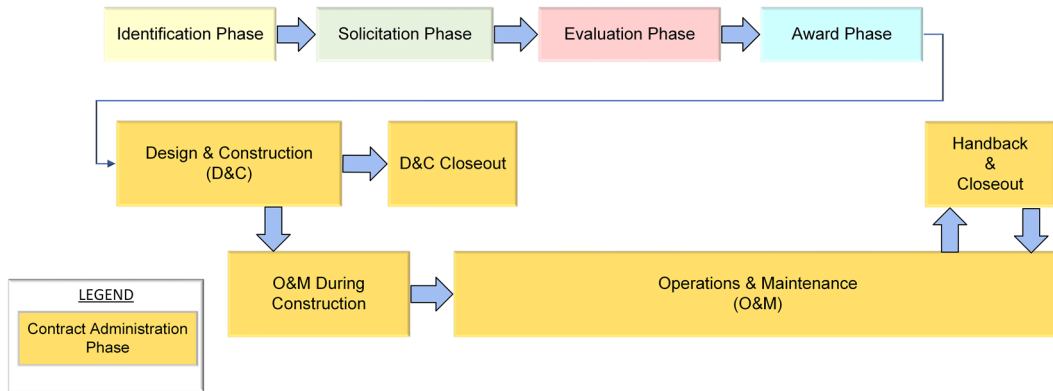 Identification Phase
Solicitation Phase
Evaluation Phase
Award Phase
Design & Construction
(D&C)
D&C Closeout
Handback
&
Closeout
O&M During
Construction
Operations & Maintenance
(O&M)
LEGEND
Contract Administration
Phase